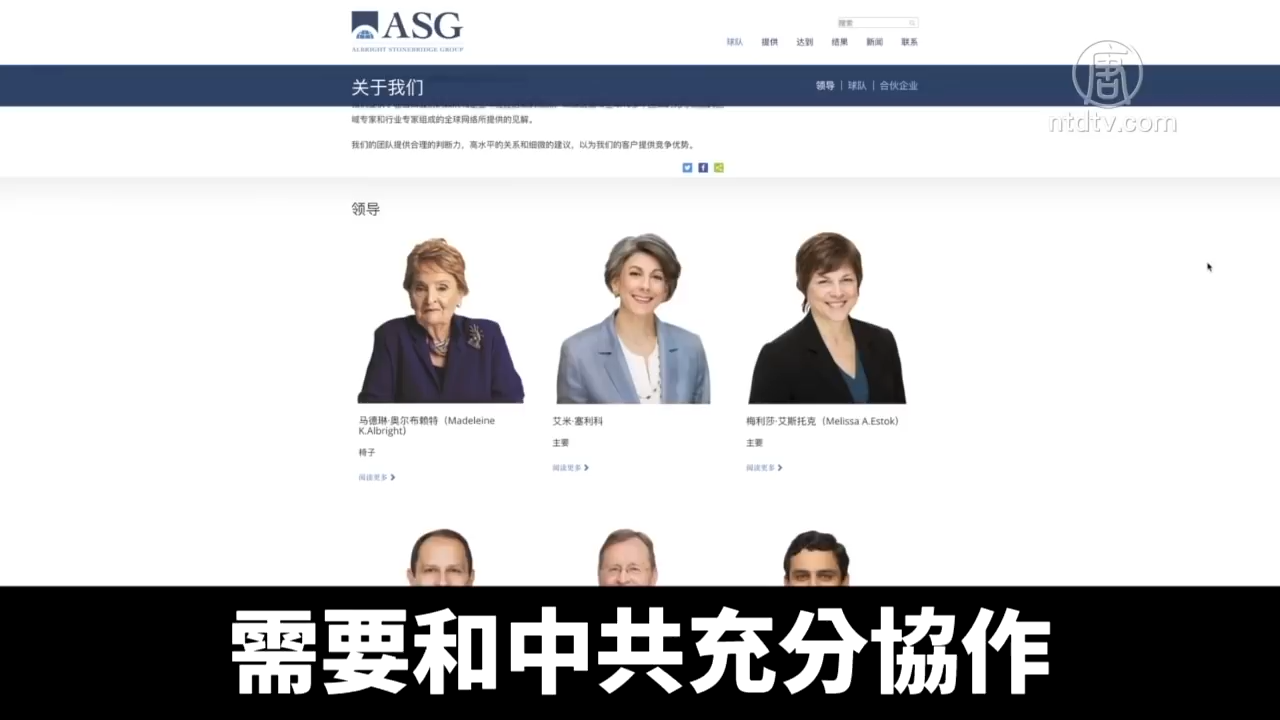 ASG
ALBRIGHT STONEBRIDGE GROUP
搜索
球队 提供 达到 结果 新闻 联系
关于我们
领导 | 球队 | 合伙企业
唐
ntdtv.com
域专家和行业专家组成的全球网络所提供的见解。
我们的团队提供合理的判断力，高水平的关系和细微的建议，以为我们的客户提供竞争优势。
领导
马德琳·奥尔布赖特（Madeleine
K.Albright）
椅子
阅读更多
艾米·塞利科
主要
阅读更多
梅利莎·艾斯托克（Melissa A.Estok）
主要
阅读更多
需要和中共充分協作